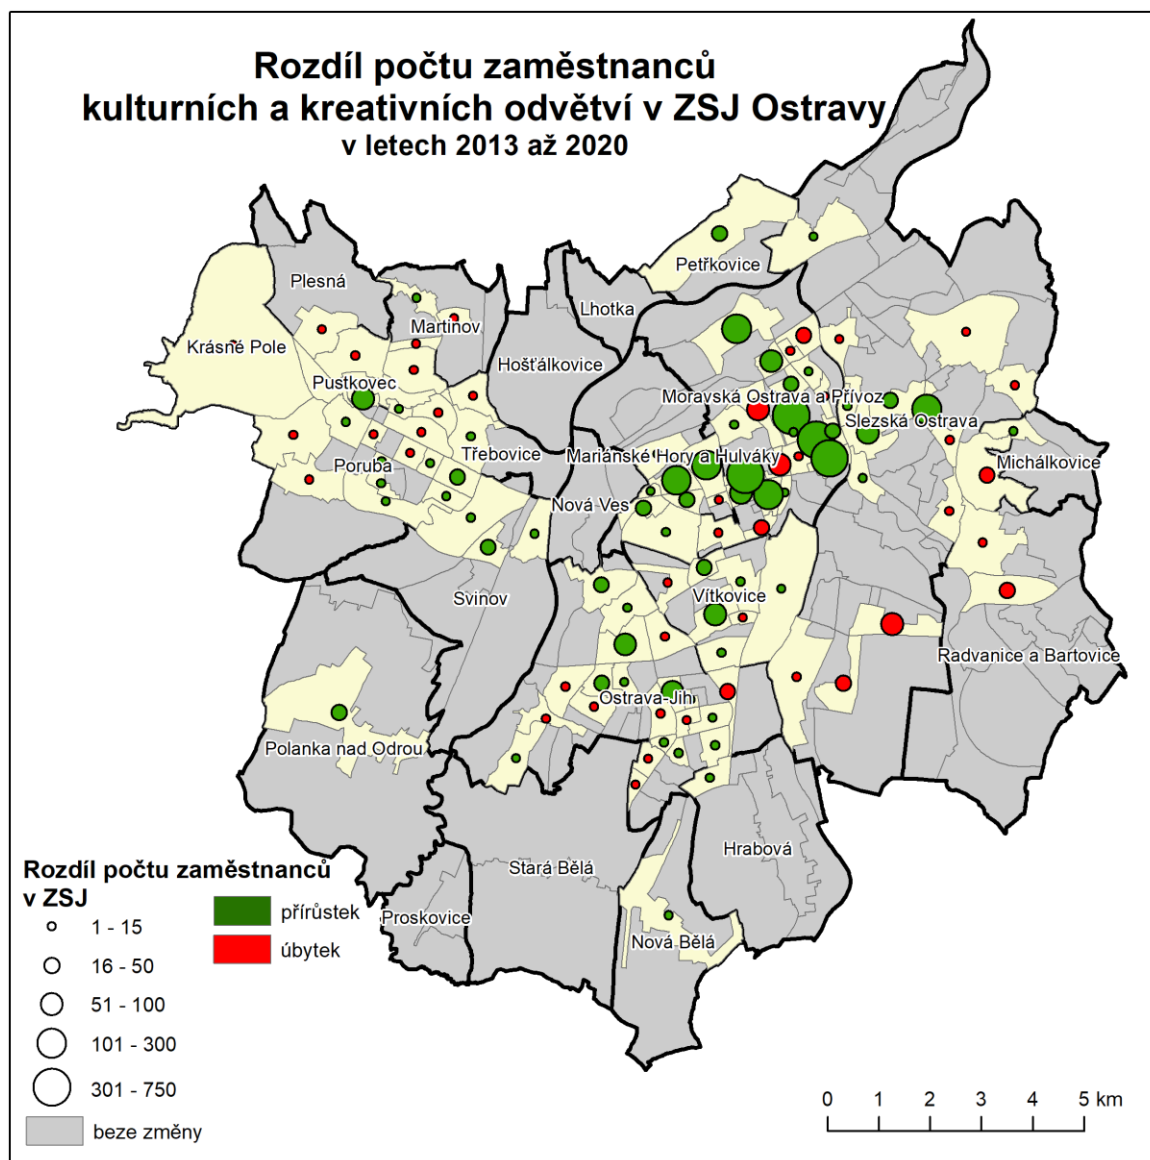 Rozdíl počtu zaměstnanců
kulturních a kreativních odvětví v ZSJ Ostravy
v letech 2013 až 2020
Petřkovice
Plesná
Lhotka
Martinov
Krásné Pole
Hošťálkovice
Pustkovec
Moravská Ostrava a Přívoz
Slezská Ostrava
Třebovice
Mariánské Hory a Hulváky
Michálkovice
Poruba
Nová Ves
Svinov
Vítkovice
Radvanice a Bartovice
Ostrava-Jih
Polanka nad Odrou
Hrabová
Stará Bělá
Proskovice
Nová Bělá
Rozdíl počtu zaměstnanců
v ZSJ
1 - 15
16 - 50
51 - 100
101 - 300
301 - 750
beze změny
přírůstek
úbytek
0 1 2 3 4 5 km